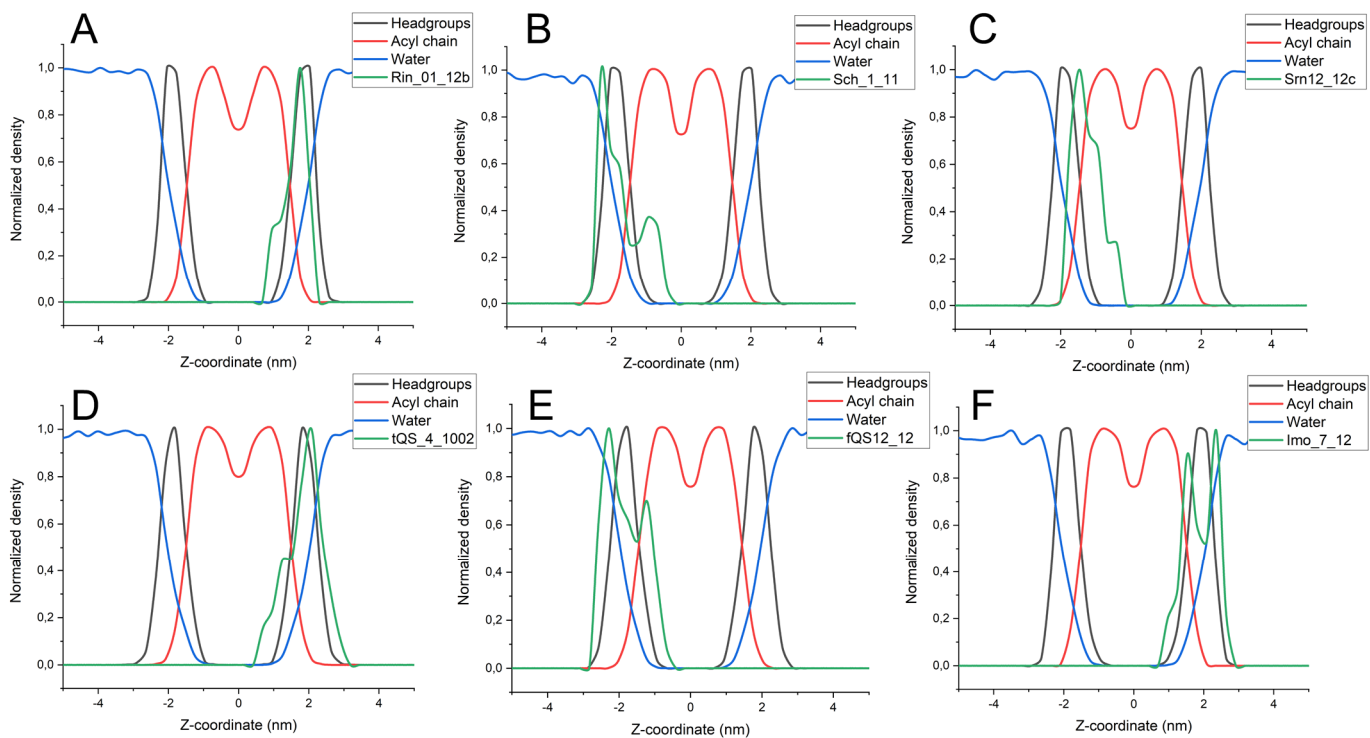 A
Headgroups
Acyl chain
Water
Rin_01_12b
1,0
0,8
0,6
0,4
0,2
0,0
Normalized density
-4 -2 0 2 4
Z-coordinate (nm)
B
Headgroups
Acyl chain
Water
Sch_1_11
1,0
0,8
0,6
0,4
0,2
0,0
Normalized density
-4 -2 0 2 4
Z-coordinate (nm)
C
Headgroups
Acyl chain
Water
Srn12_12c
1,0
0,8
0,6
0,4
0,2
0,0
Normalized density
-4 -2 0 2 4
Z-coordinate (nm)
D
Headgroups
Acyl chain
Water
tQS_4_1002
1,0
0,8
0,6
0,4
0,2
0,0
Normalized density
-4 -2 0 2 4
Z-coordinate (nm)
E
Headgroups
Acyl chain
Water
fQS12_12
1,0
0,8
0,6
0,4
0,2
0,0
Normalized density
-4 -2 0 2 4
Z-coordinate (nm)
F
Headgroups
Acyl chain
Water
Imo_7_12
1,0
0,8
0,6
0,4
0,2
0,0
Normalized density
-4 -2 0 2 4
Z-coordinate (nm)